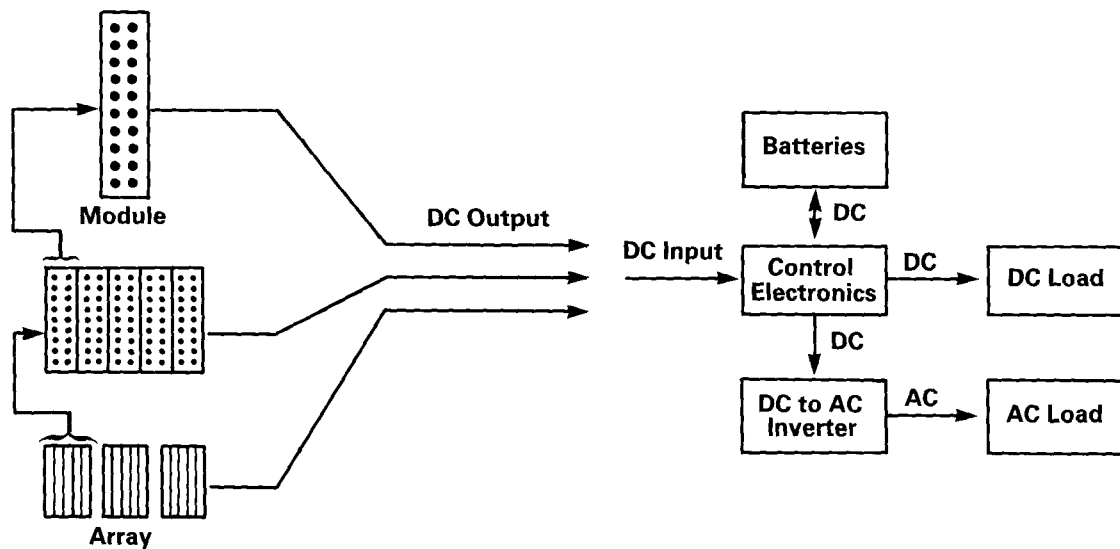 Module
Array
DC Output
DC Input
Batteries
DC
Control
Electronics
DC
DC Load
DC
DC to AC
Inverter
AC
AC Load